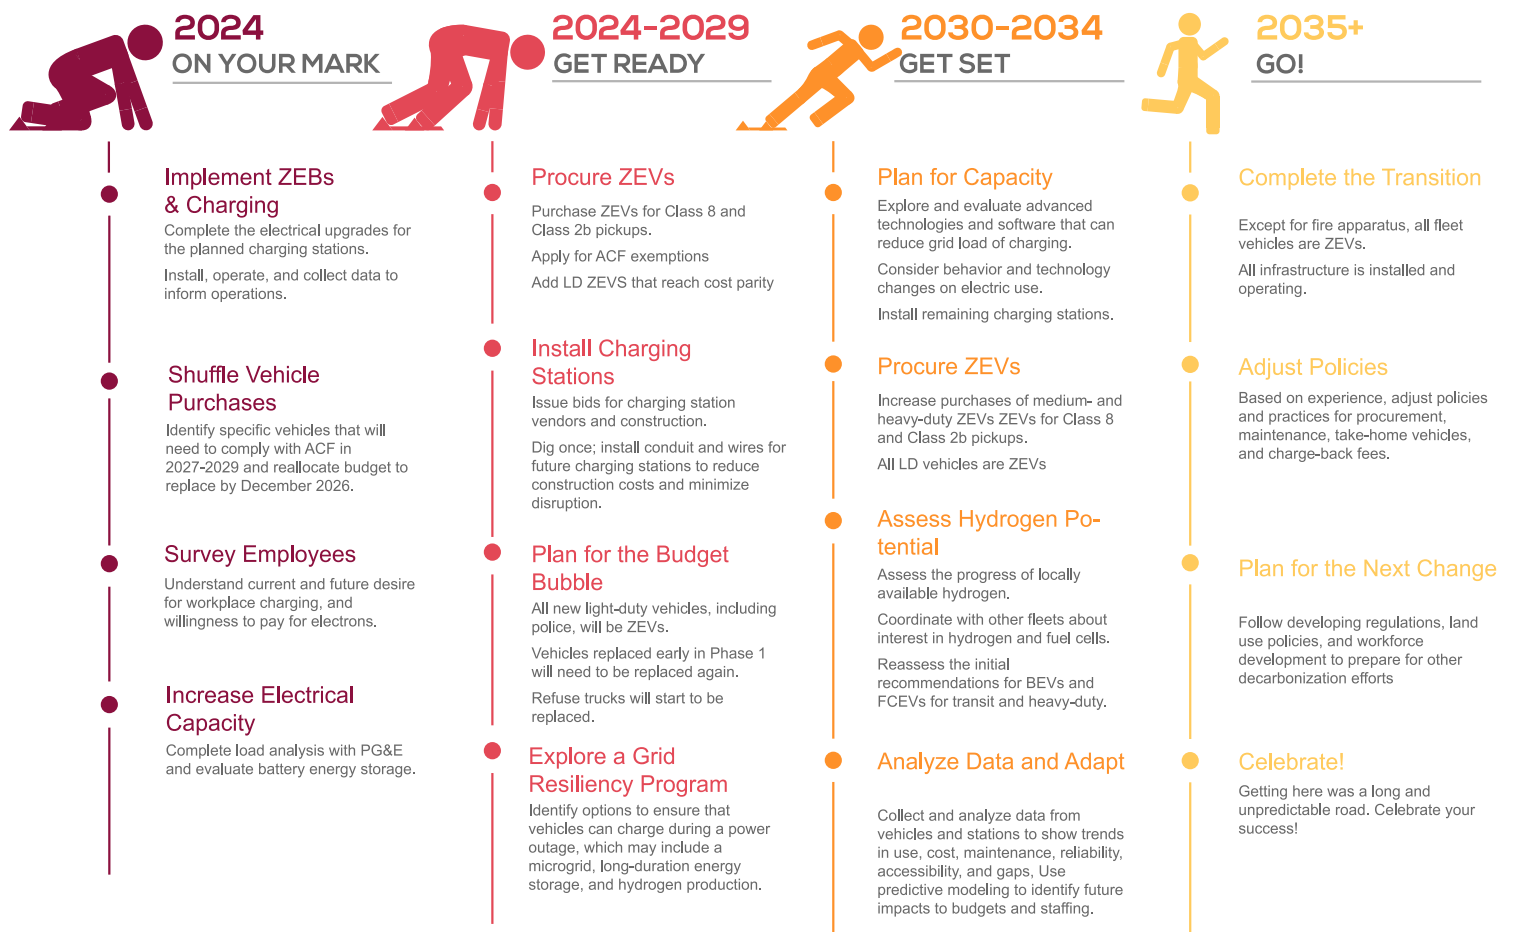 2024
ON YOUR MARK
Implement ZEBs
& Charging
Complete the electrical upgrades for
the planned charging stations.
Install, operate, and collect data to
inform operations.
Shuffle Vehicle
Purchases
Identify specific vehicles that will
need to comply with ACF in
2027-2029 and reallocate budget to
replace by December 2026.
Survey Employees
Understand current and future desire
for workplace charging, and
willingness to pay for electrons.
Increase Electrical
Capacity
Complete load analysis with PG&E
and evaluate battery energy storage.
2024-2029
GET READY
Procure ZEVs
Purchase ZEVs for Class 8 and
Class 2b pickups.
Apply for ACF exemptions
Add LD ZEVS that reach cost parity
Install Charging
Stations
Issue bids for charging station
vendors and construction.
Dig once; install conduit and wires for
future charging stations to reduce
construction costs and minimize
disruption.
Plan for the Budget
Bubble
All new light-duty vehicles, including
police, will be ZEVs.
Vehicles replaced early in Phase 1
will need to be replaced again.
Refuse trucks will start to be
replaced.
Explore a Grid
Resiliency Program
Identify options to ensure that
vehicles can charge during a power
outage, which may include a
microgrid, long-duration energy
storage, and hydrogen production.
2030-2034
GET SET
Plan for Capacity
Explore and evaluate advanced
technologies and software that can
reduce grid load of charging.
Consider behavior and technology
changes on electric use.
Install remaining charging stations.
Procure ZEVs
Increase purchases of medium- and
heavy-duty ZEVs ZEVs for Class 8
and Class 2b pickups.
All LD vehicles are ZEVs
Assess Hydrogen Po-
tential
Assess the progress of locally
available hydrogen.
Coordinate with other fleets about
interest in hydrogen and fuel cells.
Reassess the initial
recommendations for BEVs and
FCEVs for transit and heavy-duty.
Analyze Data and Adapt
Collect and analyze data from
vehicles and stations to show trends
in use, cost, maintenance, reliability,
accessibility, and gaps, Use
predictive modeling to identify future
impacts to budgets and staffing.
2035+
GO!
Complete the Transition
Except for fire apparatus, all fleet
vehicles are ZEVs.
All infrastructure is installed and
operating.
Adjust Policies
Based on experience, adjust policies
and practices for procurement,
maintenance, take-home vehicles,
and charge-back fees.
Plan for the Next Change
Follow developing regulations, land
use policies, and workforce
development to prepare for other
decarbonization efforts
Celebrate!
Getting here was a long and
unpredictable road. Celebrate your
success!